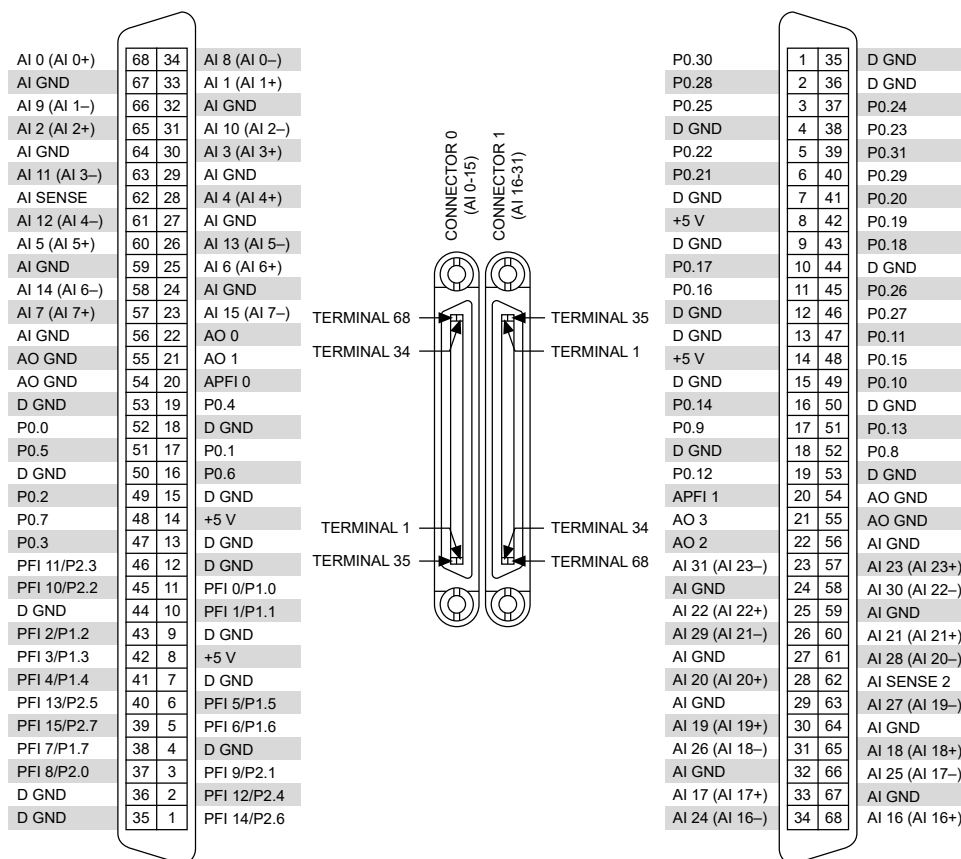 AI 0 (AI 0+) 68 34 AI 8 (AI 0–)
AI GND 67 33 AI 1 (AI 1+)
AI 9 (AI 1–) 66 32 AI GND
AI 2 (AI 2+) 65 31 AI 10 (AI 2–)
AI GND 64 30 AI 3 (AI 3+)
AI 11 (AI 3–) 63 29 AI GND
AI SENSE 62 28 AI 4 (AI 4+)
AI 12 (AI 4–) 61 27 AI GND
AI 5 (AI 5+) 60 26 AI 13 (AI 5–)
AI GND 59 25 AI 6 (AI 6+)
AI 14 (AI 6–) 58 24 AI GND
AI 7 (AI 7+) 57 23 AI 15 (AI 7–)
AI GND 56 22 AO 0
AO GND 55 21 AO 1
AO GND 54 20 APFI 0
D GND 53 19 P0.4
P0.0 52 18 D GND
P0.5 51 17 P0.1
D GND 50 16 P0.6
P0.2 49 15 D GND
P0.7 48 14 +5 V
P0.3 47 13 D GND
PFI 11/P2.3 46 12 D GND
PFI 10/P2.2 45 11 PFI 0/P1.0
D GND 44 10 PFI 1/P1.1
PFI 2/P1.2 43 9 D GND
PFI 3/P1.3 42 8 +5 V
PFI 4/P1.4 41 7 D GND
PFI 13/P2.5 40 6 PFI 5/P1.5
PFI 15/P2.7 39 5 PFI 6/P1.6
PFI 7/P1.7 38 4 D GND
PFI 8/P2.0 37 3 PFI 9/P2.1
D GND 36 2 PFI 12/P2.4
D GND 35 1 PFI 14/P2.6
CONNECTOR 0
(AI 0-15)
CONNECTOR 1
(AI 16-31)
TERMINAL 68
TERMINAL 34
TERMINAL 35
TERMINAL 1
TERMINAL 1
TERMINAL 35
TERMINAL 34
TERMINAL 68
P0.30 1 35 D GND
P0.28 2 36 D GND
P0.25 3 37 P0.24
D GND 4 38 P0.23
P0.22 5 39 P0.31
P0.21 6 40 P0.29
D GND 7 41 P0.20
+5 V 8 42 P0.19
D GND 9 43 P0.18
P0.17 10 44 D GND
P0.16 11 45 P0.26
D GND 12 46 P0.27
D GND 13 47 P0.11
+5 V 14 48 P0.15
D GND 15 49 P0.10
P0.14 16 50 D GND
P0.9 17 51 P0.13
D GND 18 52 P0.8
P0.12 19 53 D GND
APFI 1 20 54 AO GND
AO 3 21 55 AO GND
AO 2 22 56 AI GND
AI 31 (AI 23–) 23 57 AI 23 (AI 23+)
AI GND 24 58 AI 30 (AI 22–)
AI 22 (AI 22+) 25 59 AI GND
AI 29 (AI 21–) 26 60 AI 21 (AI 21+)
AI GND 27 61 AI 28 (AI 20–)
AI 20 (AI 20+) 28 62 AI SENSE 2
AI GND 29 63 AI 27 (AI 19–)
AI 19 (AI 19+) 30 64 AI GND
AI 26 (AI 18–) 31 65 AI 18 (AI 18+)
AI GND 32 66 AI 25 (AI 17–)
AI 17 (AI 17+) 33 67 AI GND
AI 24 (AI 16–) 34 68 AI 16 (AI 16+)